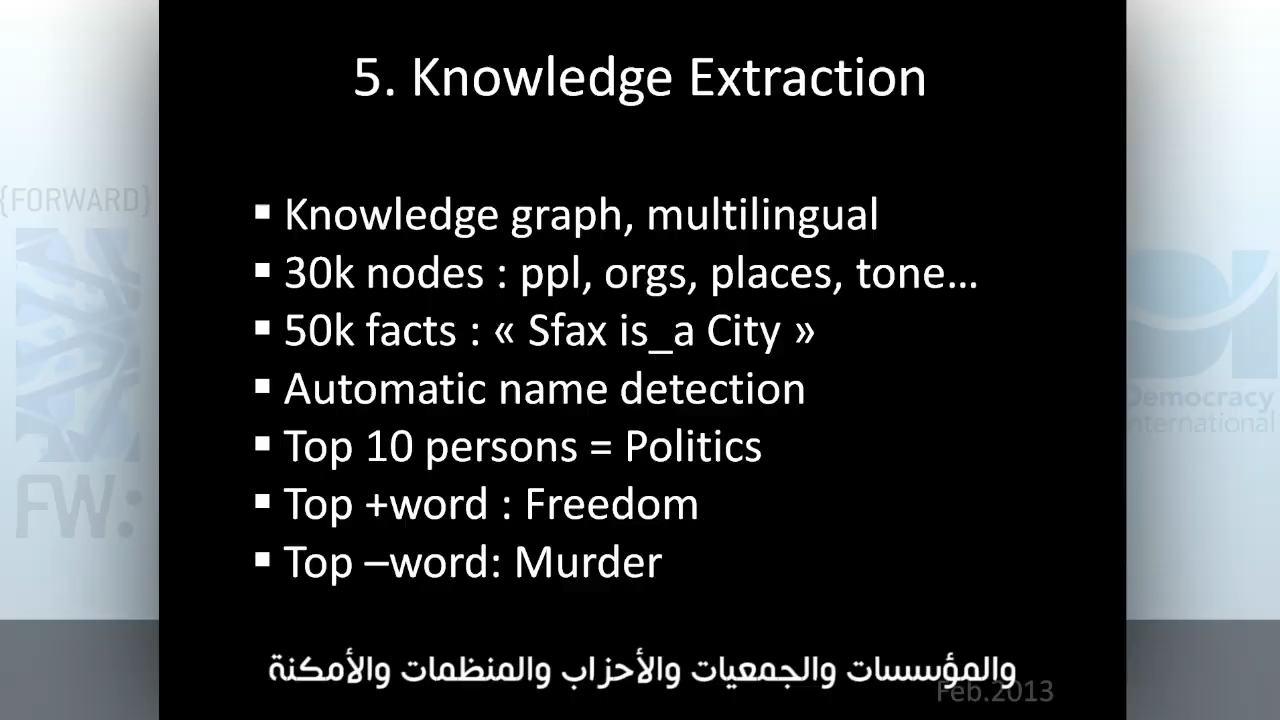 5. Knowledge Extraction
{FORWARD}
▪ Knowledge graph, multilingual
▪ 30k nodes : ppl, orgs, places, tone...
▪ 50k facts : « Sfax is_a City »
▪ Automatic name detection
Democracy
International
▪ Top 10 persons = Politics
▪ Top +word : Freedom
FW:
▪ Top –word: Murder
والمؤسسات والجمعيات والأحزاب والمنظمات والأمكنة
Feb.2013